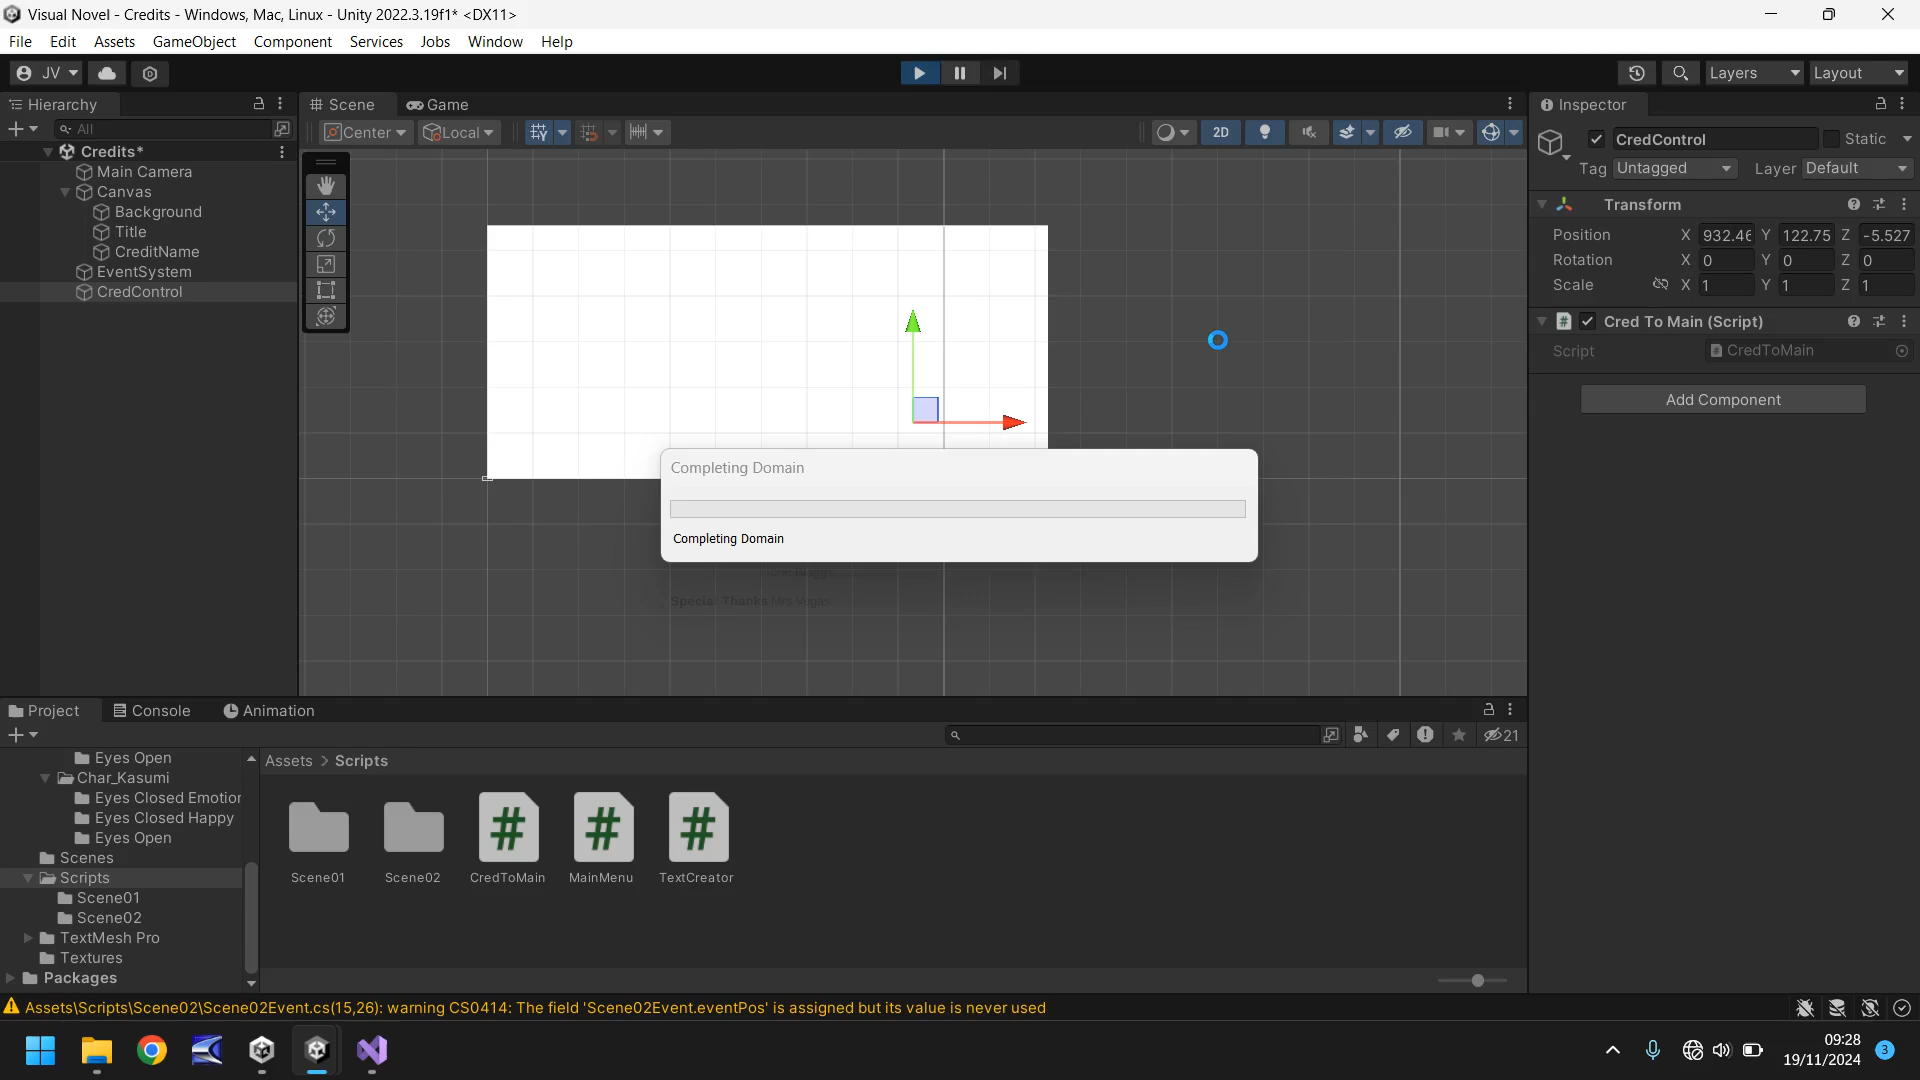 Visual Novel - Credits - Windows, Mac, Linux - Unity 2022.3.19f1* <DX11>
File Edit Assets GameObject Component Services Jobs Window Help
JV Layers Layout
Hierarchy Scene Game Inspector
All Center Local 2D CredControl Static
Credits*
Main Camera Tag Untagged Layer Default
Canvas
Background Transform
Title Position X 932.46 Y 122.75 Z -5.527
CreditName Rotation X 0 Y 0 Z 0
EventSystem Scale X 1 Y 1 Z 1
CredControl
Cred To Main (Script)
Script CredToMain
Add Component
Completing Domain
Completing Domain
Special Thanks Mrs Vegas
Project Console Animation
21
Eyes Open Assets > Scripts
Char_Kasumi
Eyes Closed Emotion
Eyes Closed Happy
Eyes Open
Scenes
Scripts Scene01 Scene02 CredToMain MainMenu TextCreator
Scene01
Scene02
TextMesh Pro
Textures
Packages
Assets\Scripts\Scene02\Scene02Event.cs(15,26): warning CS0414: The field 'Scene02Event.eventPos' is assigned but its value is never used
09:28
19/11/2024 3